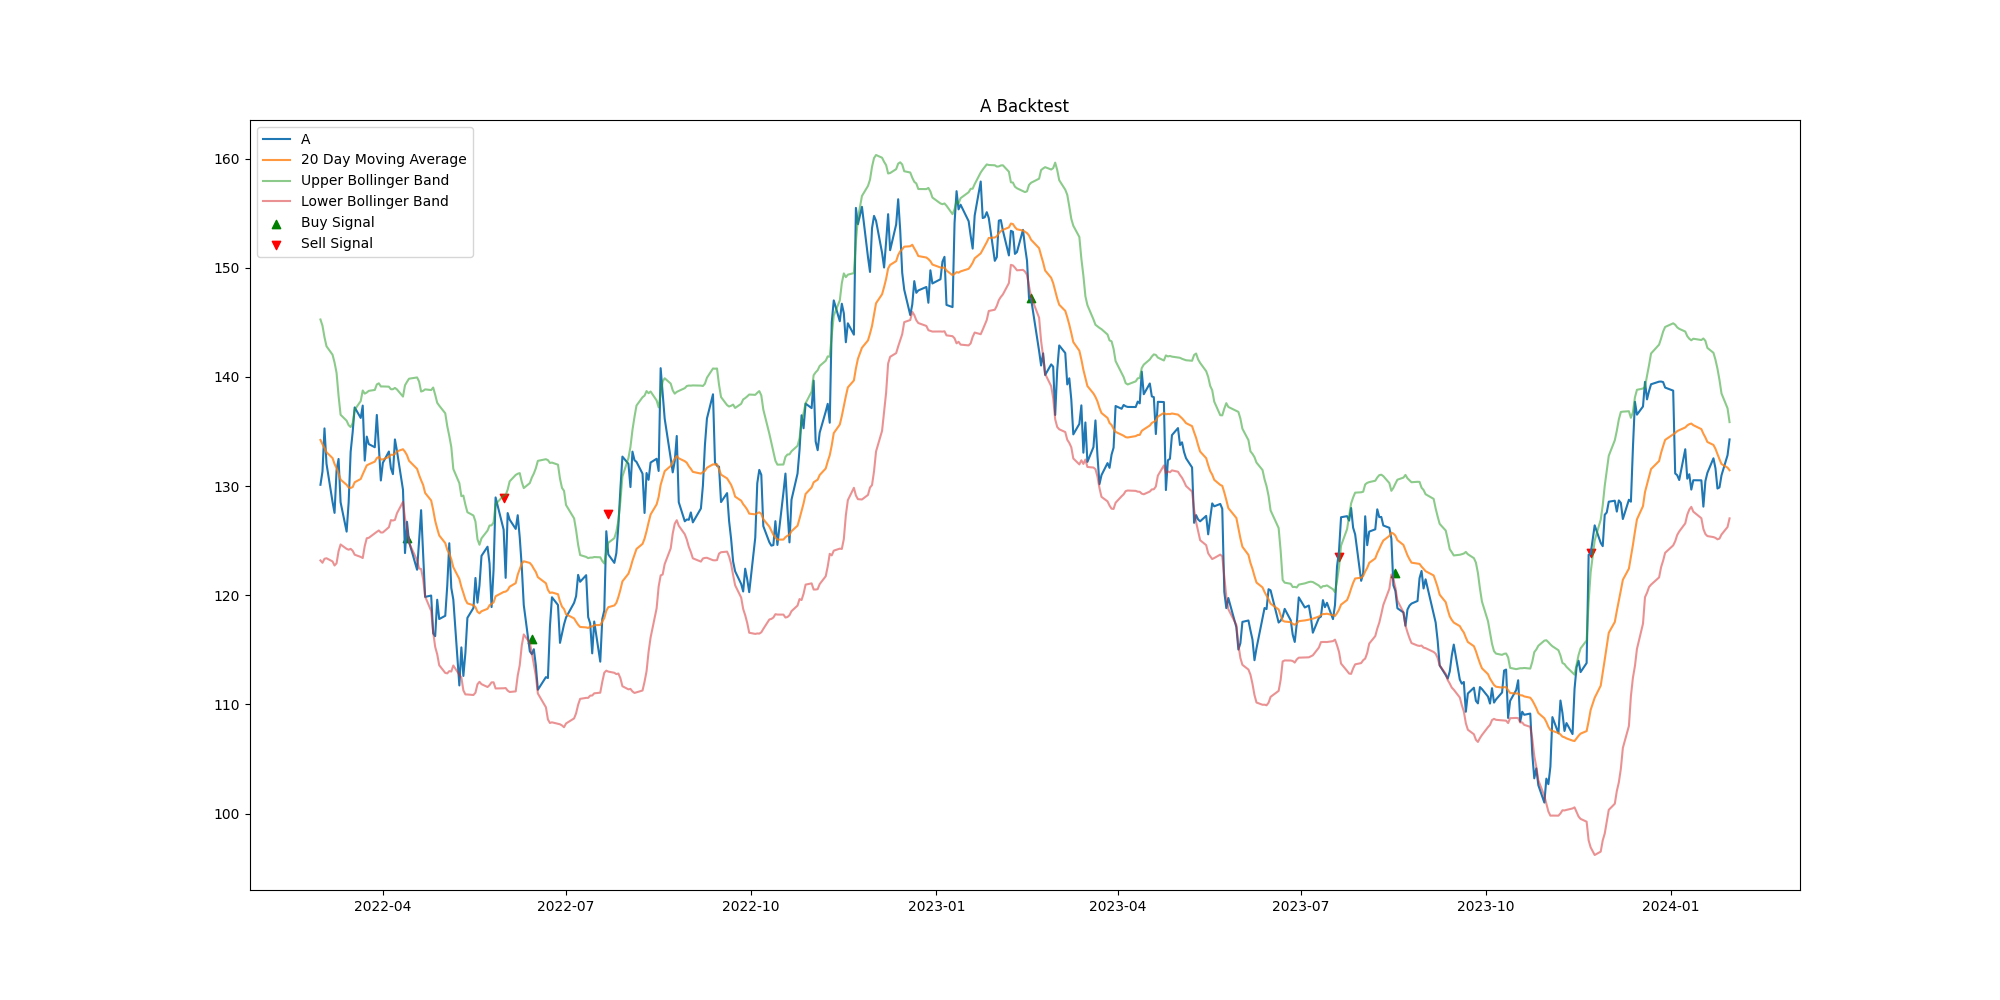 A Backtest
A
20 Day Moving Average
Upper Bollinger Band
Lower Bollinger Band
Buy Signal
Sell Signal
160
150
140
130
120
110
100
2022-04 2022-07 2022-10 2023-01 2023-04 2023-07 2023-10 2024-01